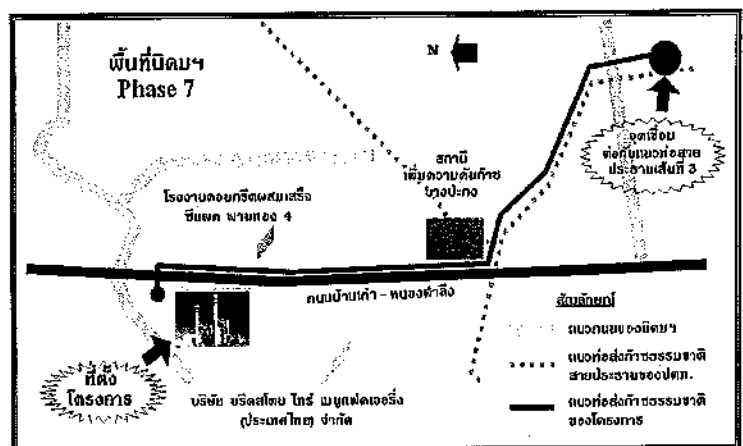 พื้นที่นิคมฯ
Phase 7
N
จุดเชื่อม
ต่อกับแนวท่อสาย
ประธานเส้นที่ 3
สถานี
เพิ่มความดันก๊าซ
บางปะกง
โรงงานคอนกรีตผสมเสร็จ
ซีแพค พานทอง 4
ถนนบ้านเก่า - หนองตำลึง
ที่ตั้ง
โครงการ
บริษัท บริดสโตน ไทร์ แมนูแฟคเจอริ่ง
(ประเทศไทย) จำกัด
สัญลักษณ์
แนวถนนของนิคมฯ
แนวท่อส่งก๊าซธรรมชาติ
สายประธานของปตท.
แนวท่อส่งก๊าซธรรมชาติ
ของโครงการ